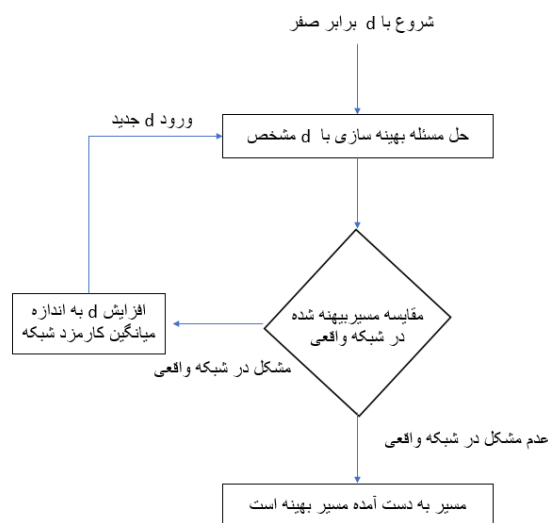 شروع با d برابر صفر
ورود d جدید
حل مسئله بهینه سازی با d مشخص
مقایسه مسیربیهنه شده
در شبکه واقعی
افزایش d به اندازه
میانگین کارمزد شبکه
مشکل در شبکه واقعی
عدم مشکل در شبکه واقعی
مسیر به دست آمده مسیر بهینه است